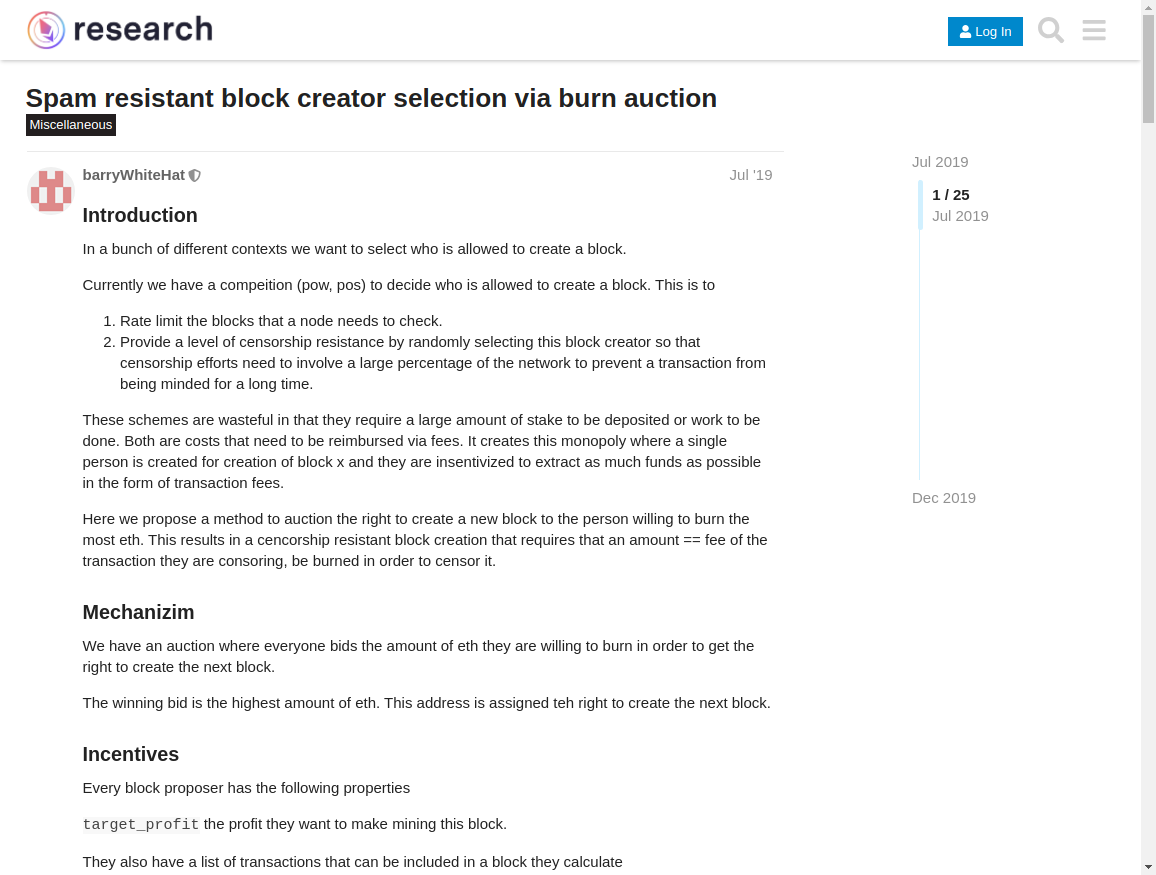 research
Log In
Spam resistant block creator selection via burn auction
Miscellaneous
barryWhiteHat
Jul '19
Jul 2019
1 / 25
Jul 2019
Dec 2019
Introduction
In a bunch of different contexts we want to select who is allowed to create a block.
Currently we have a compeition (pow, pos) to decide who is allowed to create a block. This is to
1. Rate limit the blocks that a node needs to check.
2. Provide a level of censorship resistance by randomly selecting this block creator so that
censorship efforts need to involve a large percentage of the network to prevent a transaction from
being minded for a long time.
These schemes are wasteful in that they require a large amount of stake to be deposited or work to be
done. Both are costs that need to be reimbursed via fees. It creates this monopoly where a single
person is created for creation of block x and they are insentivized to extract as much funds as possible
in the form of transaction fees.
Here we propose a method to auction the right to create a new block to the person willing to burn the
most eth. This results in a cencorship resistant block creation that requires that an amount == fee of the
transaction they are consoring, be burned in order to censor it.
Mechanizim
We have an auction where everyone bids the amount of eth they are willing to burn in order to get the
right to create the next block.
The winning bid is the highest amount of eth. This address is assigned teh right to create the next block.
Incentives
Every block proposer has the following properties
target_profit the profit they want to make mining this block.
They also have a list of transactions that can be included in a block they calculate